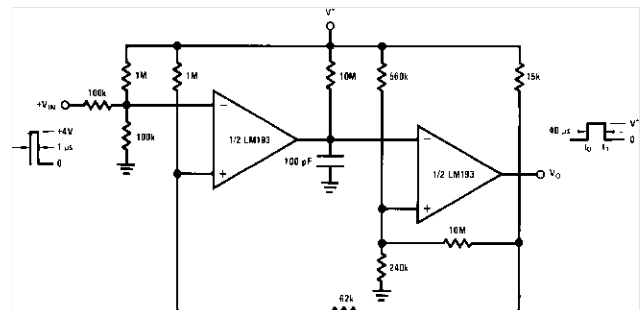 V+
1M
1M
10M
560k
15k
100k
+VIN
100k
+4V
1 μs
0
−
+
1/2 LM193
100 pF
−
+
1/2 LM193
VO
40 μs
V+
0
t0
t1
10M
240k
62k